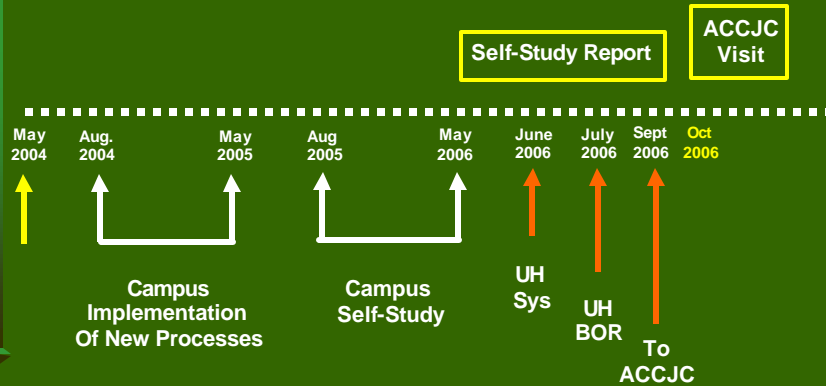 Self-Study Report
ACCJC
Visit
May
2004
Aug.
2004
May
2005
Aug
2005
May
2006
June
2006
July
2006
Sept
2006
Oct
2006
Campus
Implementation
Of New Processes
Campus
Self-Study
UH
Sys
UH
BOR
To
ACCJC